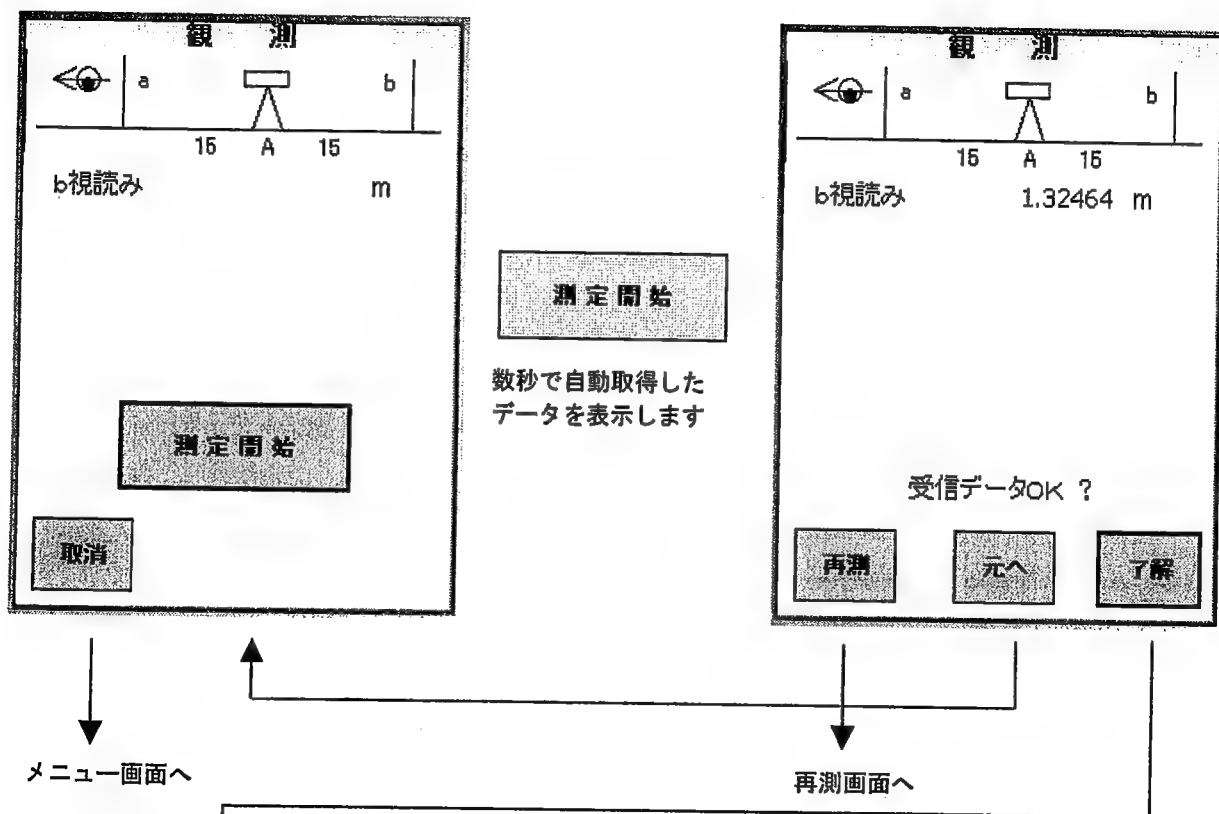 観 測
a
b
15 A 15
b視読み m
測定開始
取消
測定開始
数秒で自動取得した
データを表示します
観 測
a
b
15 A 15
b視読み 1.32464 m
受信データOK ?
再測 元へ 了解
メニュー画面へ
再測画面へ